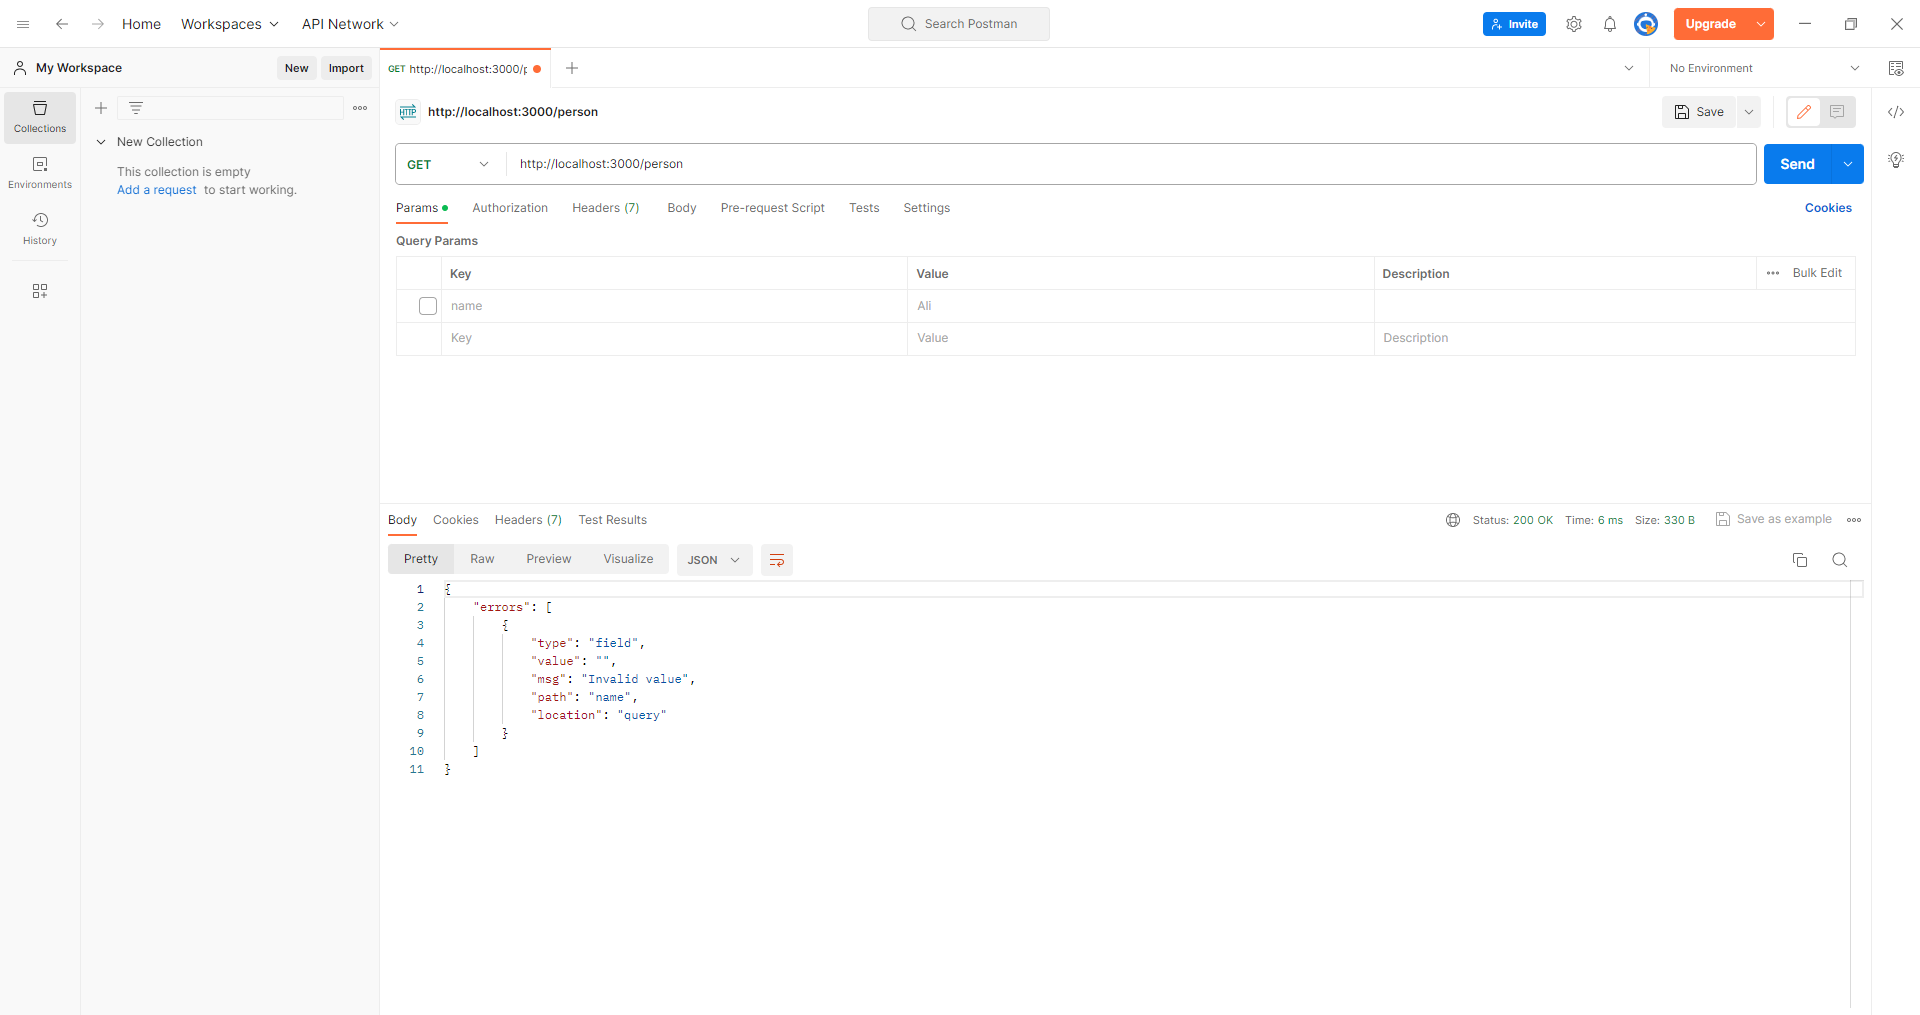 Home Workspaces API Network Search Postman Invite Upgrade
My Workspace New Import GET http://localhost:3000/p No Environment
Collections
Environments
History
New Collection
This collection is empty
Add a request to start working.
HTTP http://localhost:3000/person Save
GET http://localhost:3000/person Send
Params Authorization Headers (7) Body Pre-request Script Tests Settings Cookies
Query Params
Key Value Description Bulk Edit
name Ali
Key Value Description
Body Cookies Headers (7) Test Results Status: 200 OK Time: 6 ms Size: 330 B Save as example
Pretty Raw Preview Visualize JSON
1 {
2 "errors": [
3 {
4 "type": "field",
5 "value": "",
6 "msg": "Invalid value",
7 "path": "name",
8 "location": "query"
9 }
10 ]
11 }